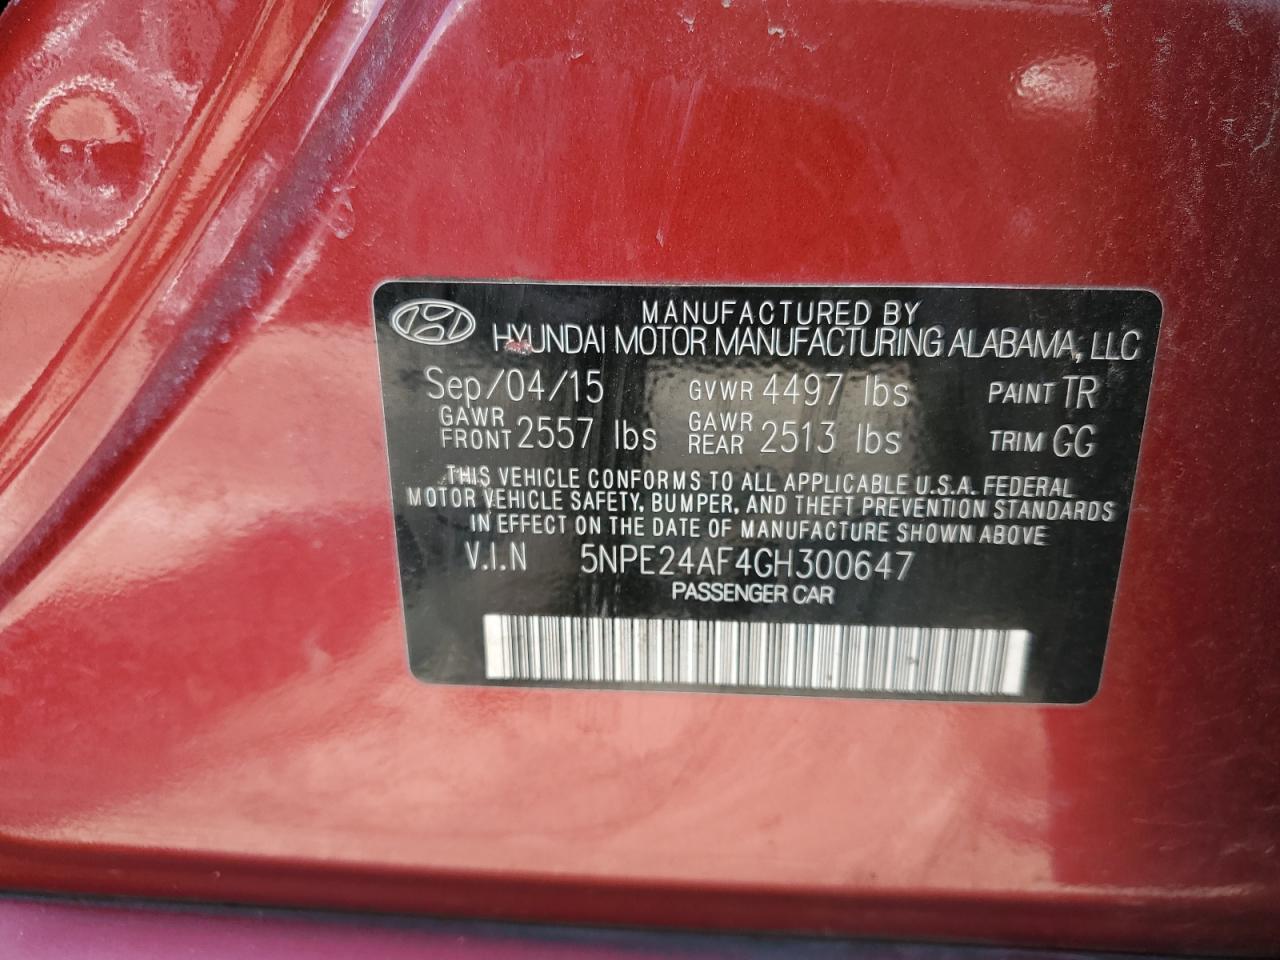 MANUFACTURED BY
HYUNDAI MOTOR MANUFACTURING ALABAMA, LLC
Sep/04/15 GVWR 4497 lbs PAINT TR
GAWR FRONT 2557 lbs GAWR REAR 2513 lbs TRIM GG
THIS VEHICLE CONFORMS TO ALL APPLICABLE U.S.A. FEDERAL
MOTOR VEHICLE SAFETY, BUMPER, AND THEFT PREVENTION STANDARDS
IN EFFECT ON THE DATE OF MANUFACTURE SHOWN ABOVE
V.I.N 5NPE24AF4GH300647
PASSENGER CAR